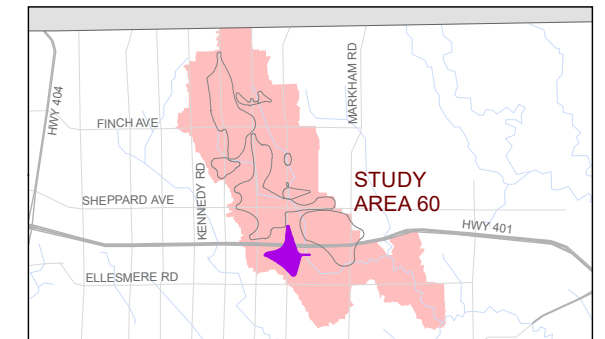 HWY 404
MARKHAM RD
FINCH AVE
KENNEDY RD
STUDY
AREA 60
SHEPPARD AVE
HWY 401
ELLESMERE RD